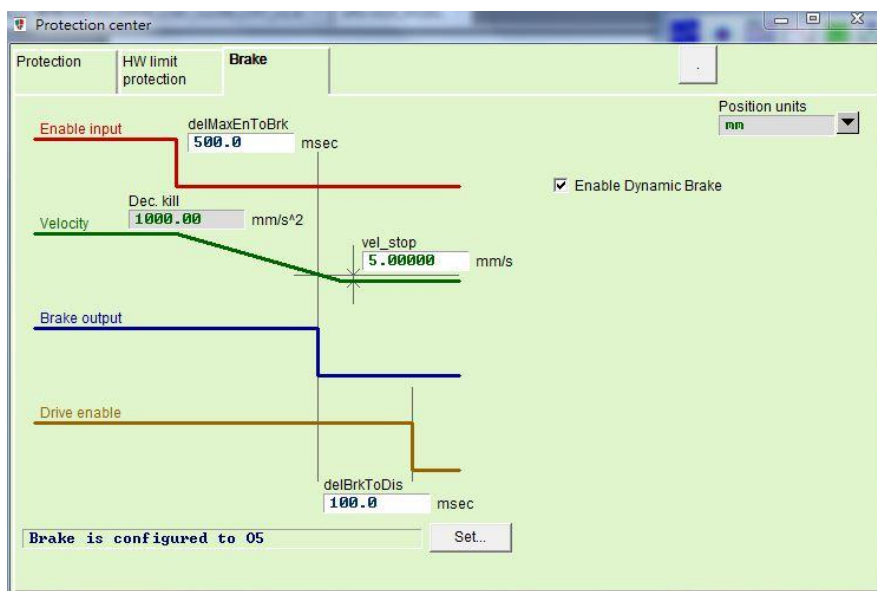 Protection center
Protection HW limit protection Brake .
Position units
mm
Enable input
delMaxEnToBrk
500.0 msec
Enable Dynamic Brake
Dec. kill
Velocity 1000.00 mm/s^2
vel_stop
5.00000 mm/s
Brake output
Drive enable
delBrkToDis
100.0 msec
Brake is configured to O5 Set...